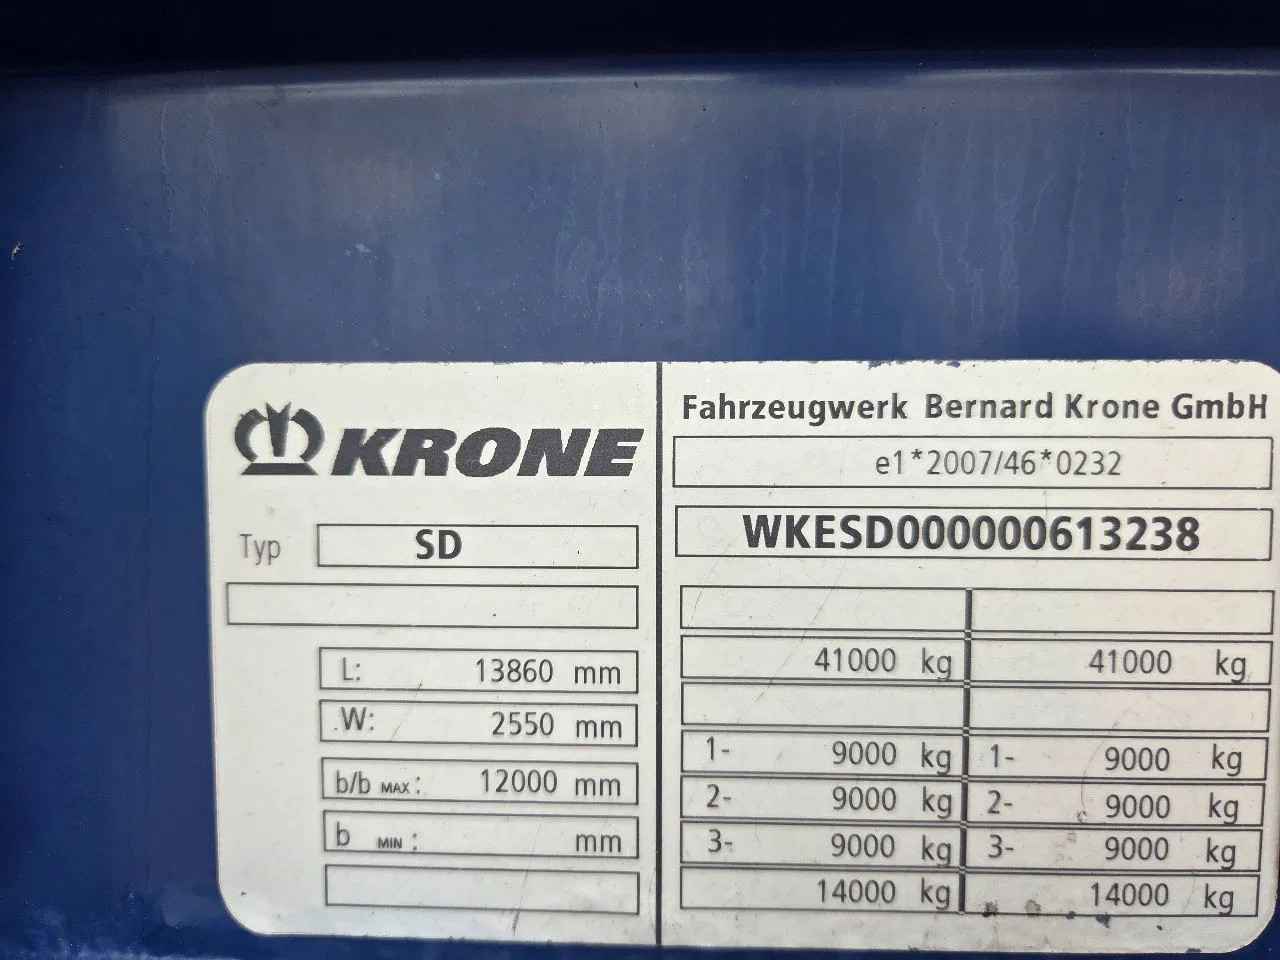 KRONE
Typ SD
L: 13860 mm
W: 2550 mm
b/b MAX: 12000 mm
b MIN: mm
Fahrzeugwerk Bernard Krone GmbH
e1*2007/46*0232
WKESD000000613238
41000 kg 41000 kg
1- 9000 kg 1- 9000 kg
2- 9000 kg 2- 9000 kg
3- 9000 kg 3- 9000 kg
14000 kg 14000 kg